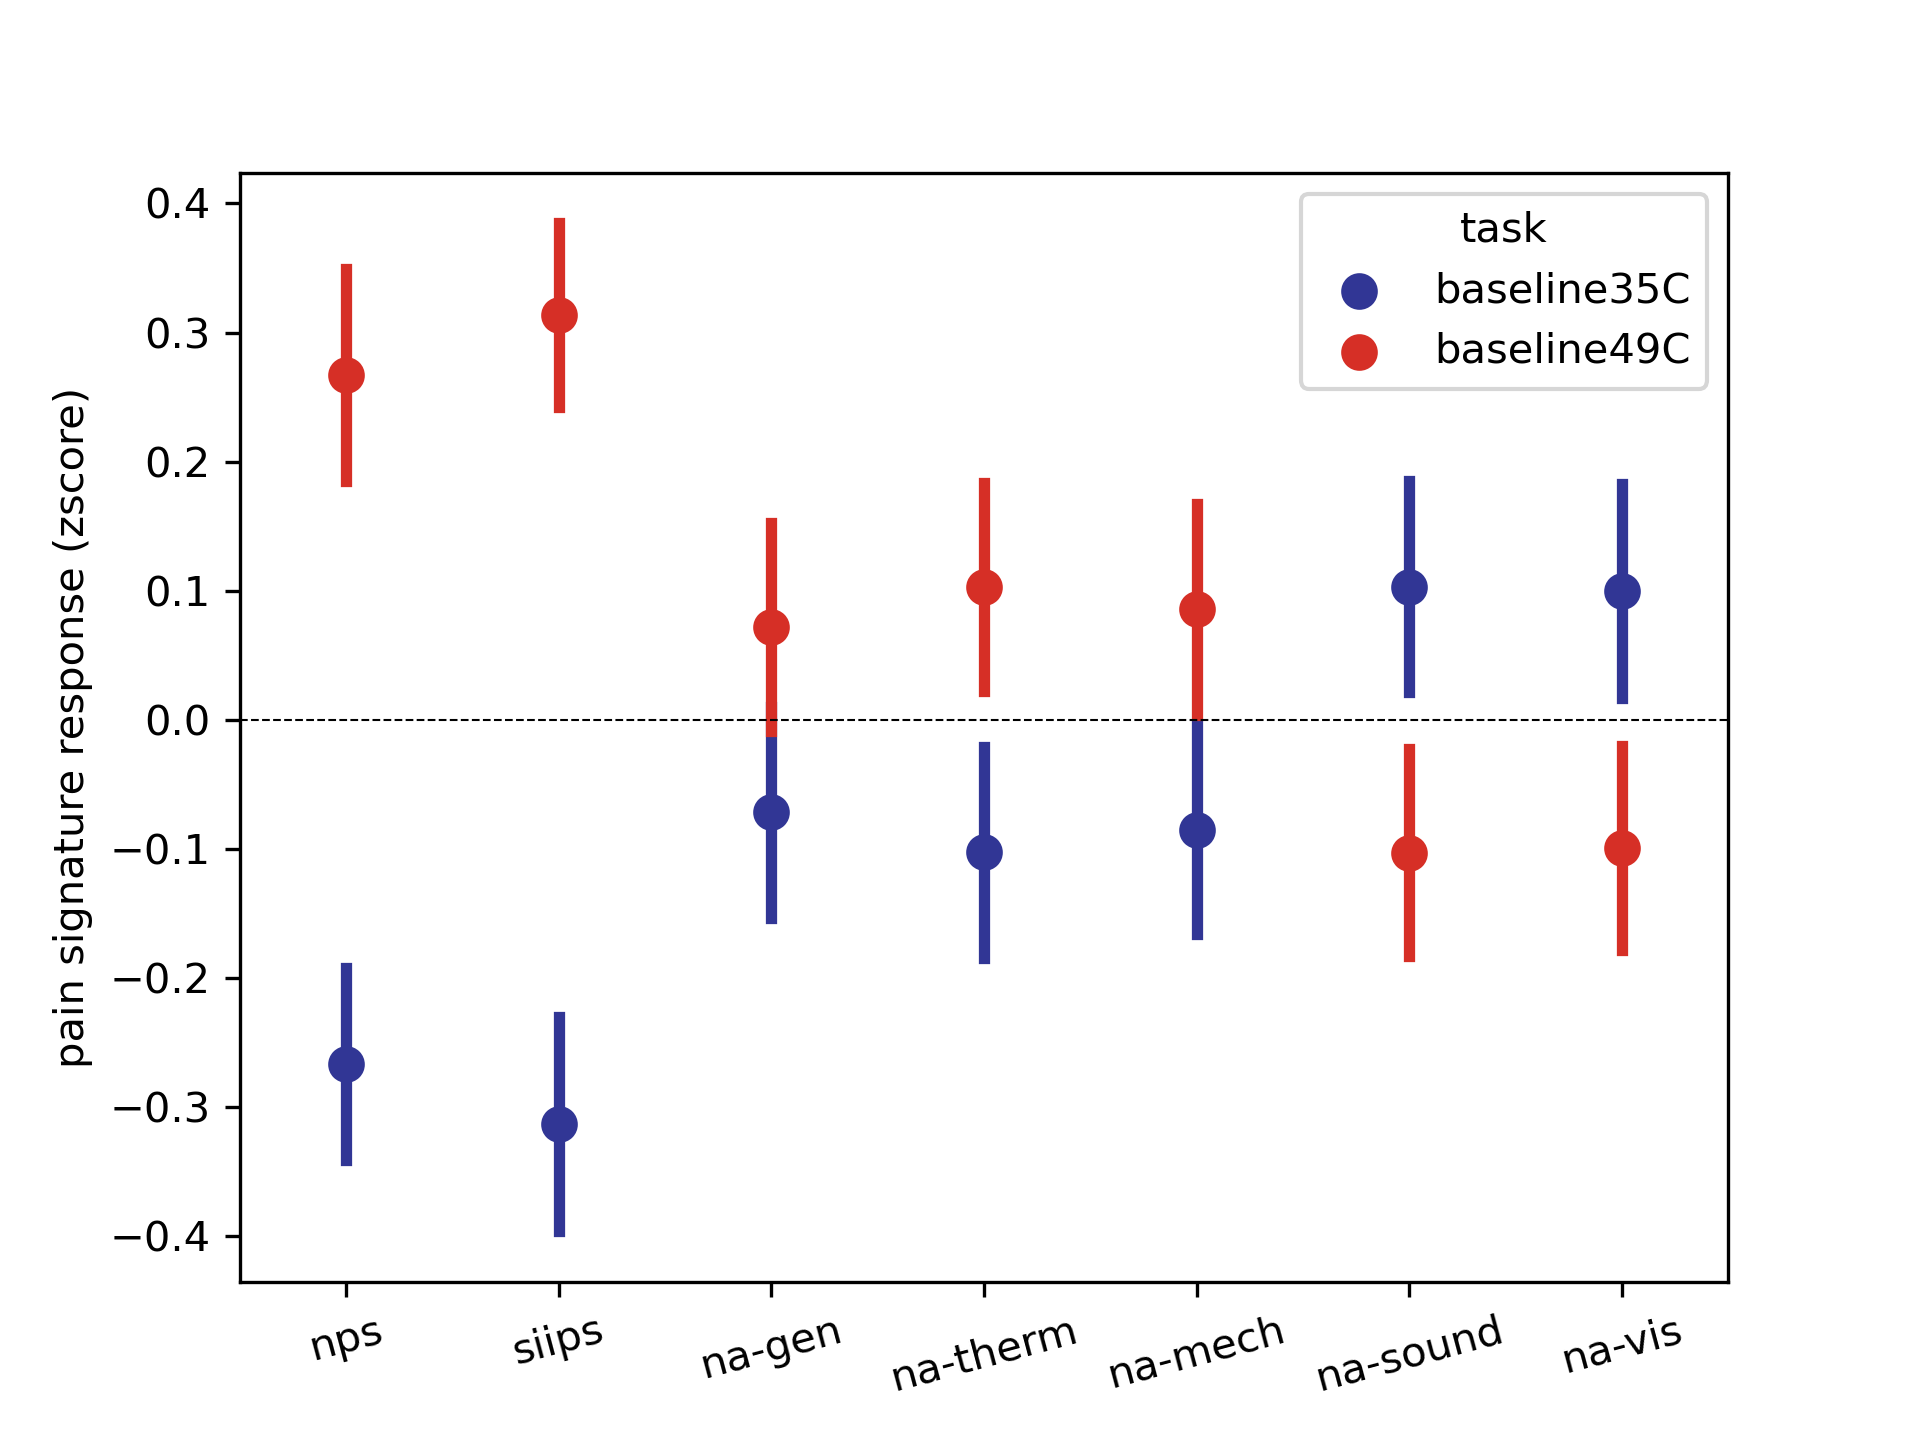 task
baseline35C
baseline49C
pain signature response (zscore)
0.4
0.3
0.2
0.1
0.0
−0.1
−0.2
−0.3
−0.4
nps
siips
na-gen
na-therm
na-mech
na-sound
na-vis